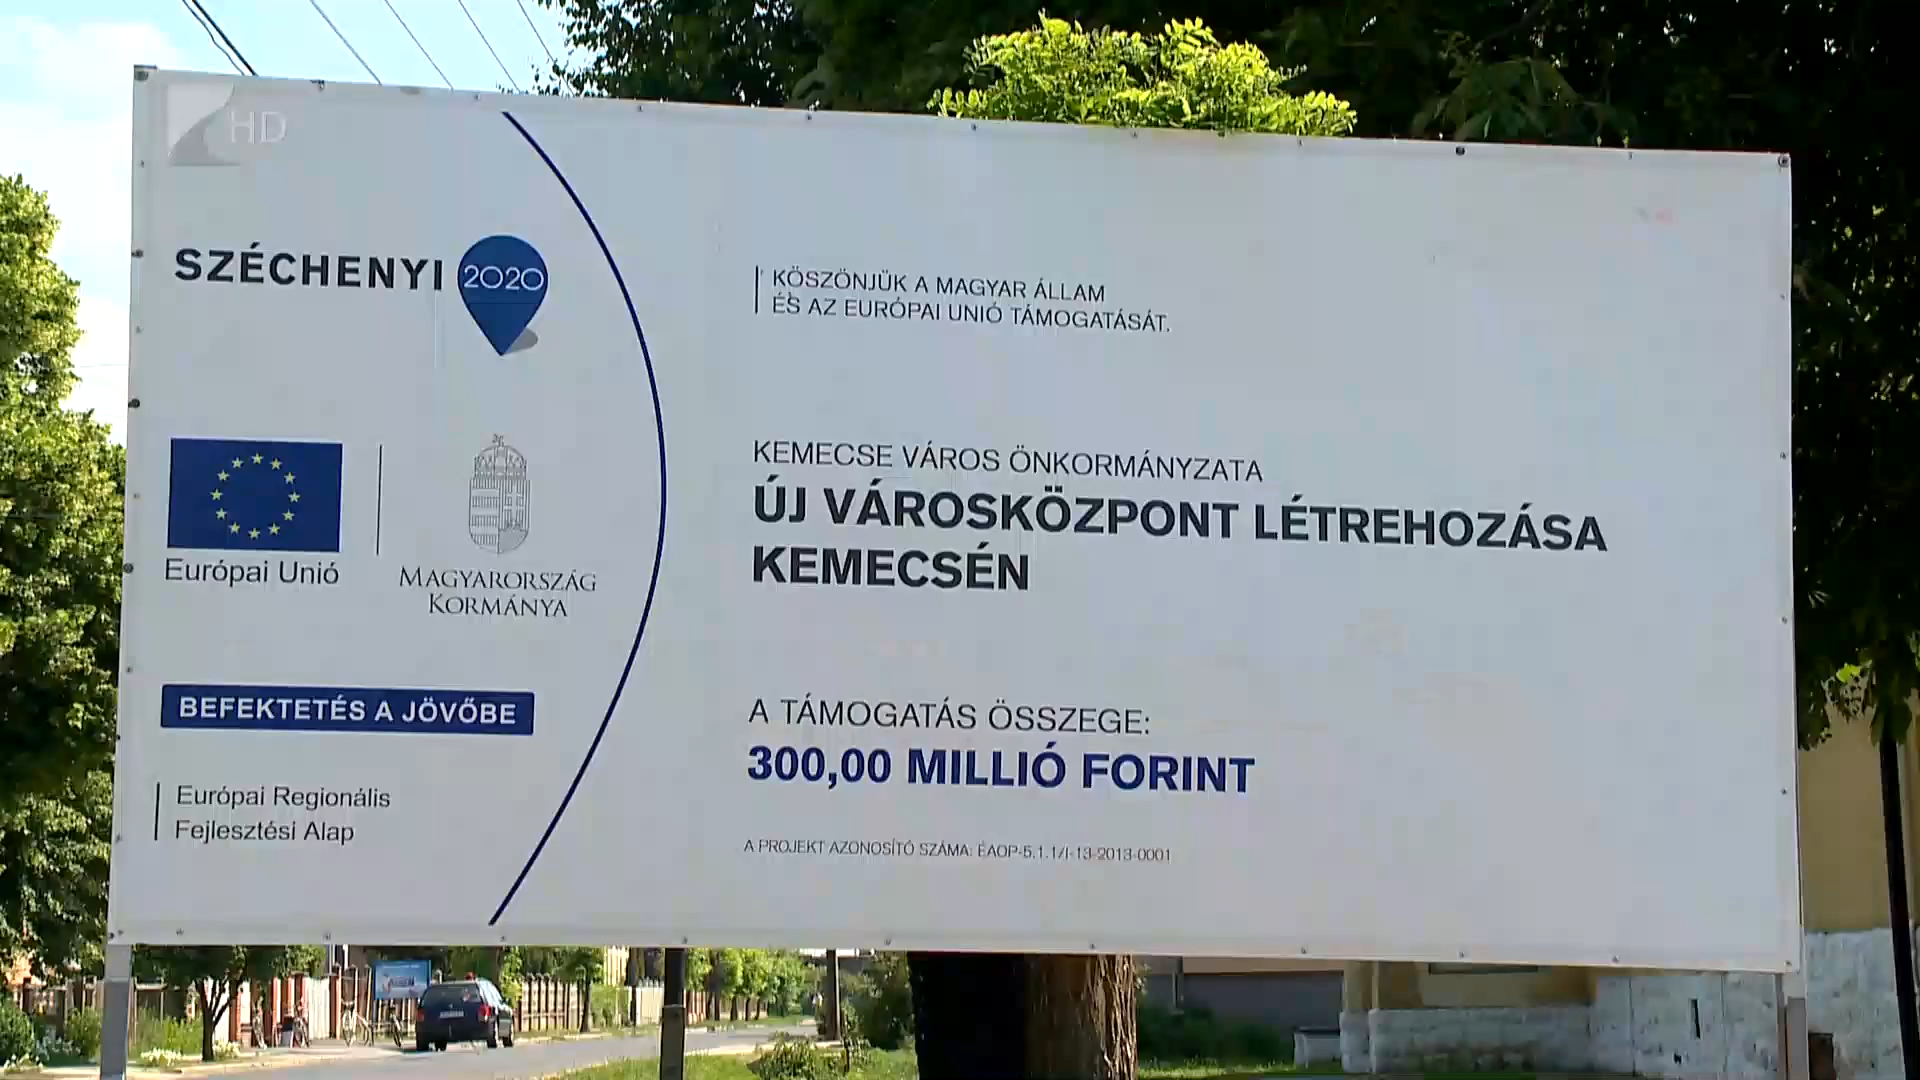 HD
SZÉCHENYI 2020
Európai Unió
MAGYARORSZÁG
KORMÁNYA
BEFEKTETÉS A JÖVŐBE
Európai Regionális
Fejlesztési Alap
KÖSZÖNJÜK A MAGYAR ÁLLAM
ÉS AZ EURÓPAI UNIÓ TÁMOGATÁSÁT.
KEMECSE VÁROS ÖNKORMÁNYZATA
ÚJ VÁROSKÖZPONT LÉTREHOZÁSA
KEMECSÉN
A TÁMOGATÁS ÖSSZEGE:
300,00 MILLIÓ FORINT
A PROJEKT AZONOSÍTÓ SZÁMA: ÉAOP-5.1.1/I-13-2013-0001